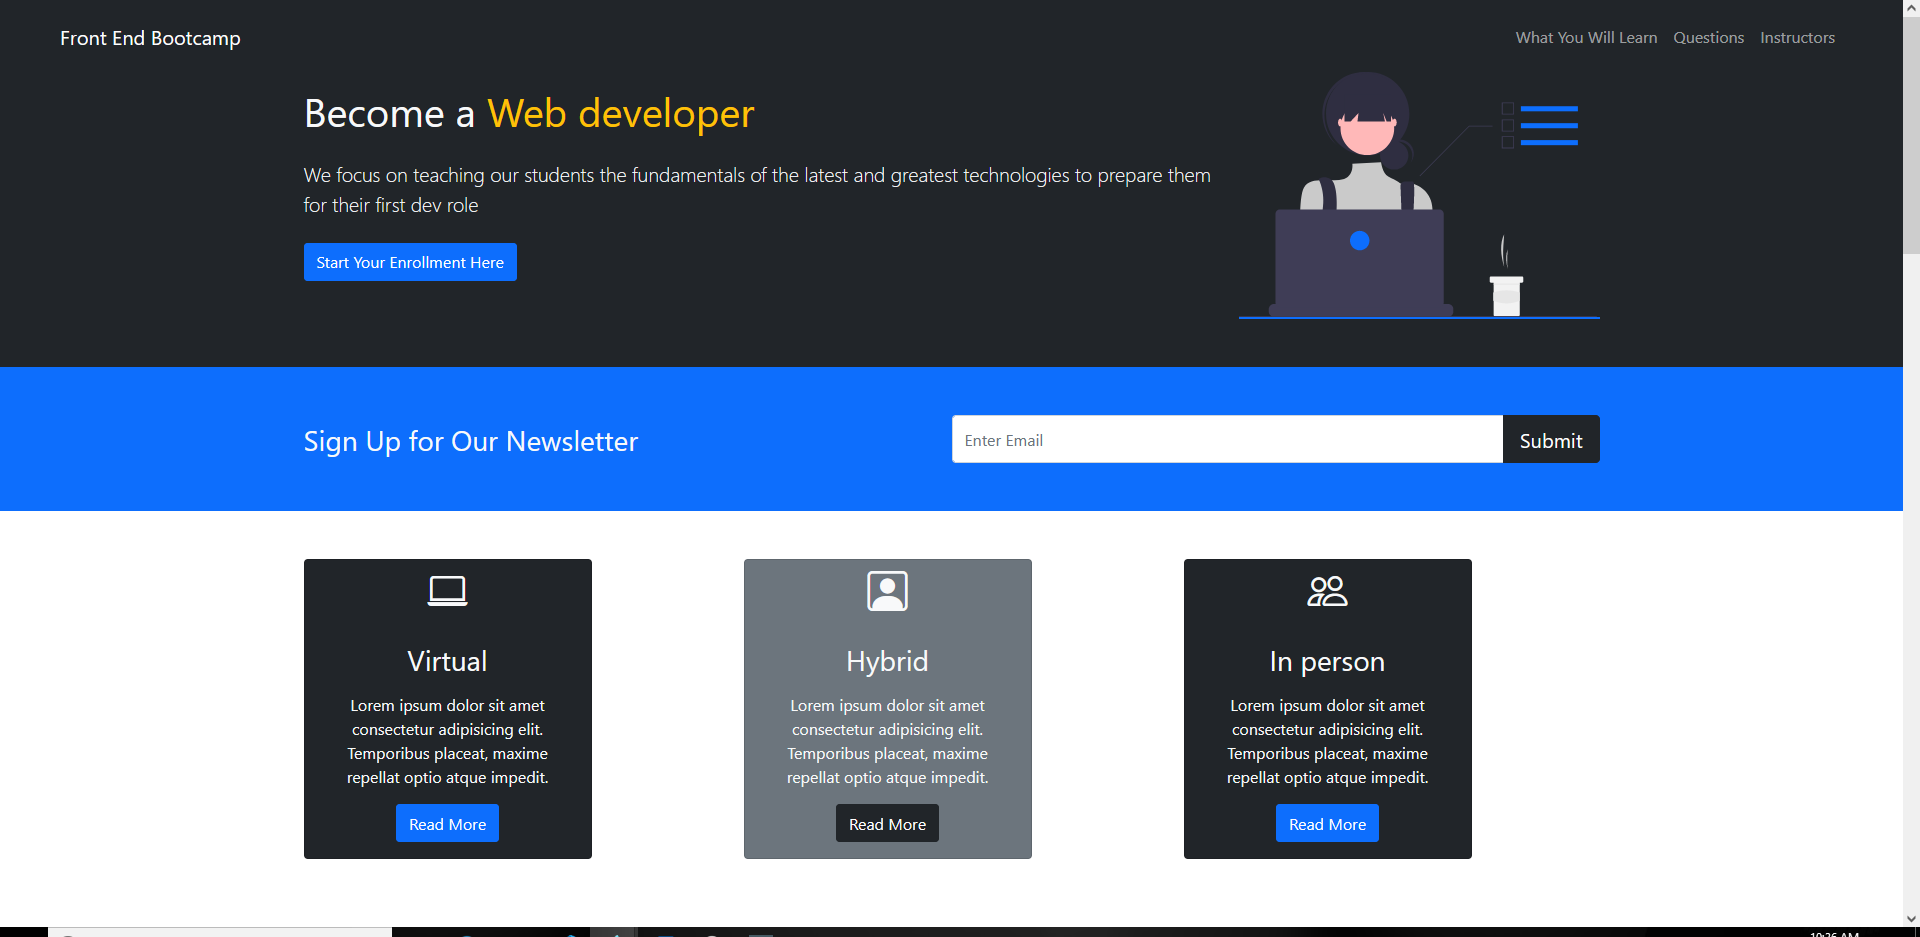 Front End Bootcamp
What You Will Learn Questions Instructors
Become a Web developer
We focus on teaching our students the fundamentals of the latest and greatest technologies to prepare them
for their first dev role
Start Your Enrollment Here
Sign Up for Our Newsletter
Enter Email
Submit
Virtual
Lorem ipsum dolor sit amet
consectetur adipisicing elit.
Temporibus placeat, maxime
repellat optio atque impedit.
Read More
Hybrid
Lorem ipsum dolor sit amet
consectetur adipisicing elit.
Temporibus placeat, maxime
repellat optio atque impedit.
Read More
In person
Lorem ipsum dolor sit amet
consectetur adipisicing elit.
Temporibus placeat, maxime
repellat optio atque impedit.
Read More